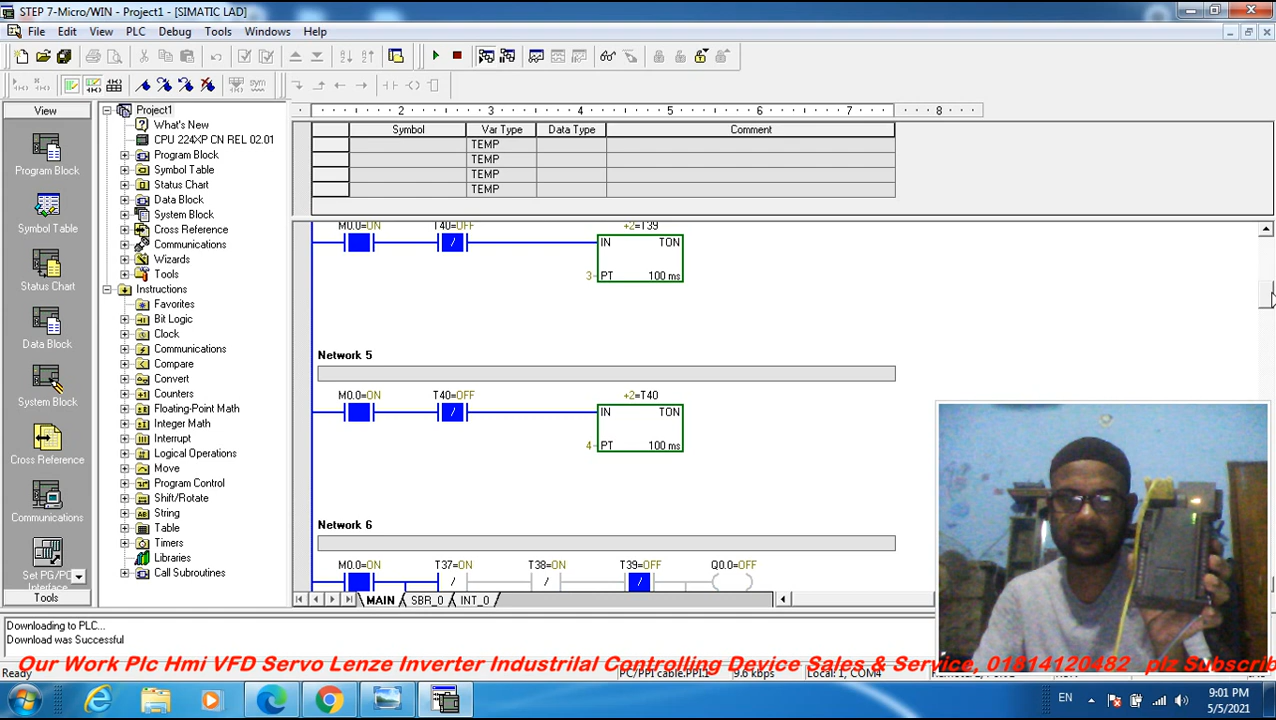 STEP 7-Micro/WIN - Project1 - [SIMATIC LAD]
File Edit View PLC Debug Tools Windows Help
View
Program Block
Symbol Table
Status Chart
Data Block
System Block
Cross Reference
Communications
Set PG/PC
Interface
Tools
Project1
What's New
CPU 224XP CN REL 02.01
Program Block
Symbol Table
Status Chart
Data Block
System Block
Cross Reference
Communications
Wizards
Tools
Instructions
Favorites
Bit Logic
Clock
Communications
Compare
Convert
Counters
Floating-Point Math
Integer Math
Interrupt
Logical Operations
Move
Program Control
Shift/Rotate
String
Table
Timers
Libraries
Call Subroutines
2 3 4 5 6 7 8
Symbol Var Type Data Type Comment
TEMP
TEMP
TEMP
TEMP
M0.0=ON T40=OFF +2=T39
IN TON
3 PT 100 ms
Network 5
M0.0=ON T40=OFF +2=T40
IN TON
4 PT 100 ms
Network 6
M0.0=ON T37=ON T38=ON T39=OFF Q0.0=OFF
MAIN SBR_0 INT_0
Downloading to PLC...
Download was Successful
Our Work Plc Hmi VFD Servo Lenze Inverter Industrilal Controlling Device Sales & Service, 01814120482 plz Subscrib
Ready PC/PPI cable.PPI.1 9.6 kbps Local: 1, COM4
EN
9:01 PM
5/5/2021